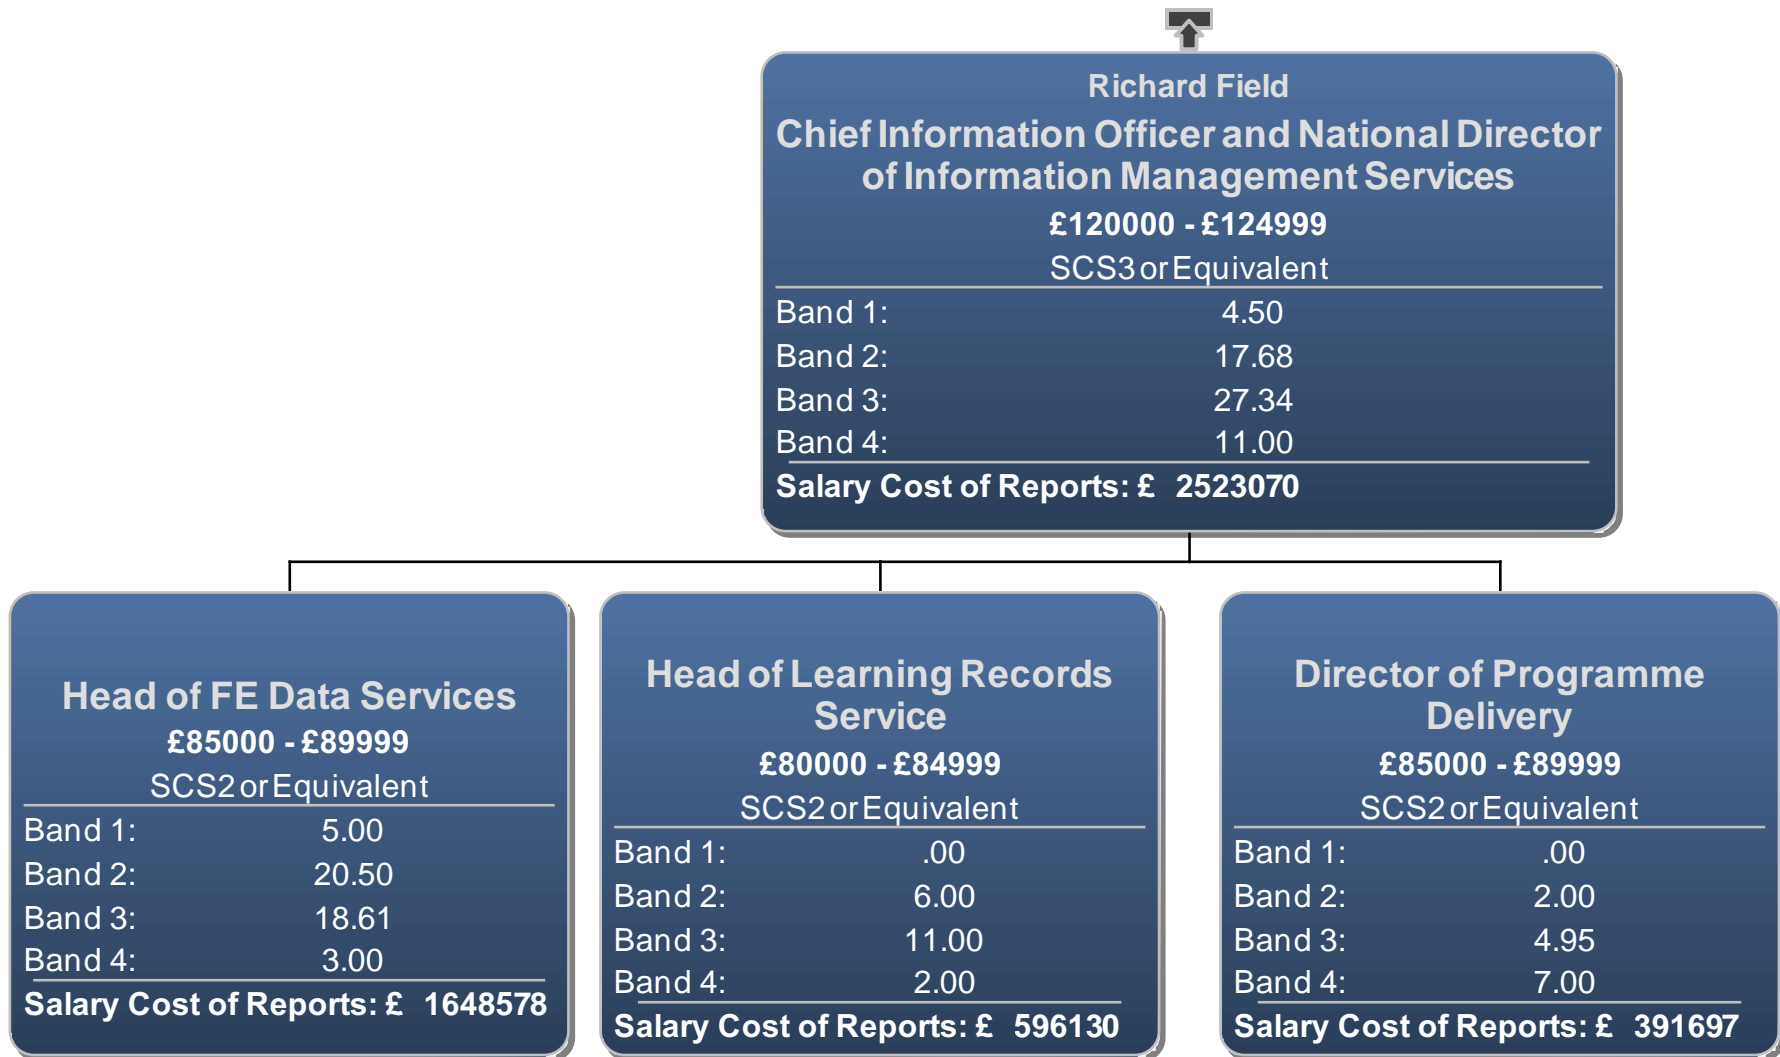 Richard Field
Chief Information Officer and National Director
of Information Management Services
£120000 - £124999
SCS3 or Equivalent
Band 1: 4.50
Band 2: 17.68
Band 3: 27.34
Band 4: 11.00
Salary Cost of Reports: £ 2523070
Head of FE Data Services
£85000 - £89999
SCS2 or Equivalent
Band 1: 5.00
Band 2: 20.50
Band 3: 18.61
Band 4: 3.00
Salary Cost of Reports: £ 1648578
Head of Learning Records
Service
£80000 - £84999
SCS2 or Equivalent
Band 1: .00
Band 2: 6.00
Band 3: 11.00
Band 4: 2.00
Salary Cost of Reports: £ 596130
Director of Programme
Delivery
£85000 - £89999
SCS2 or Equivalent
Band 1: .00
Band 2: 2.00
Band 3: 4.95
Band 4: 7.00
Salary Cost of Reports: £ 391697